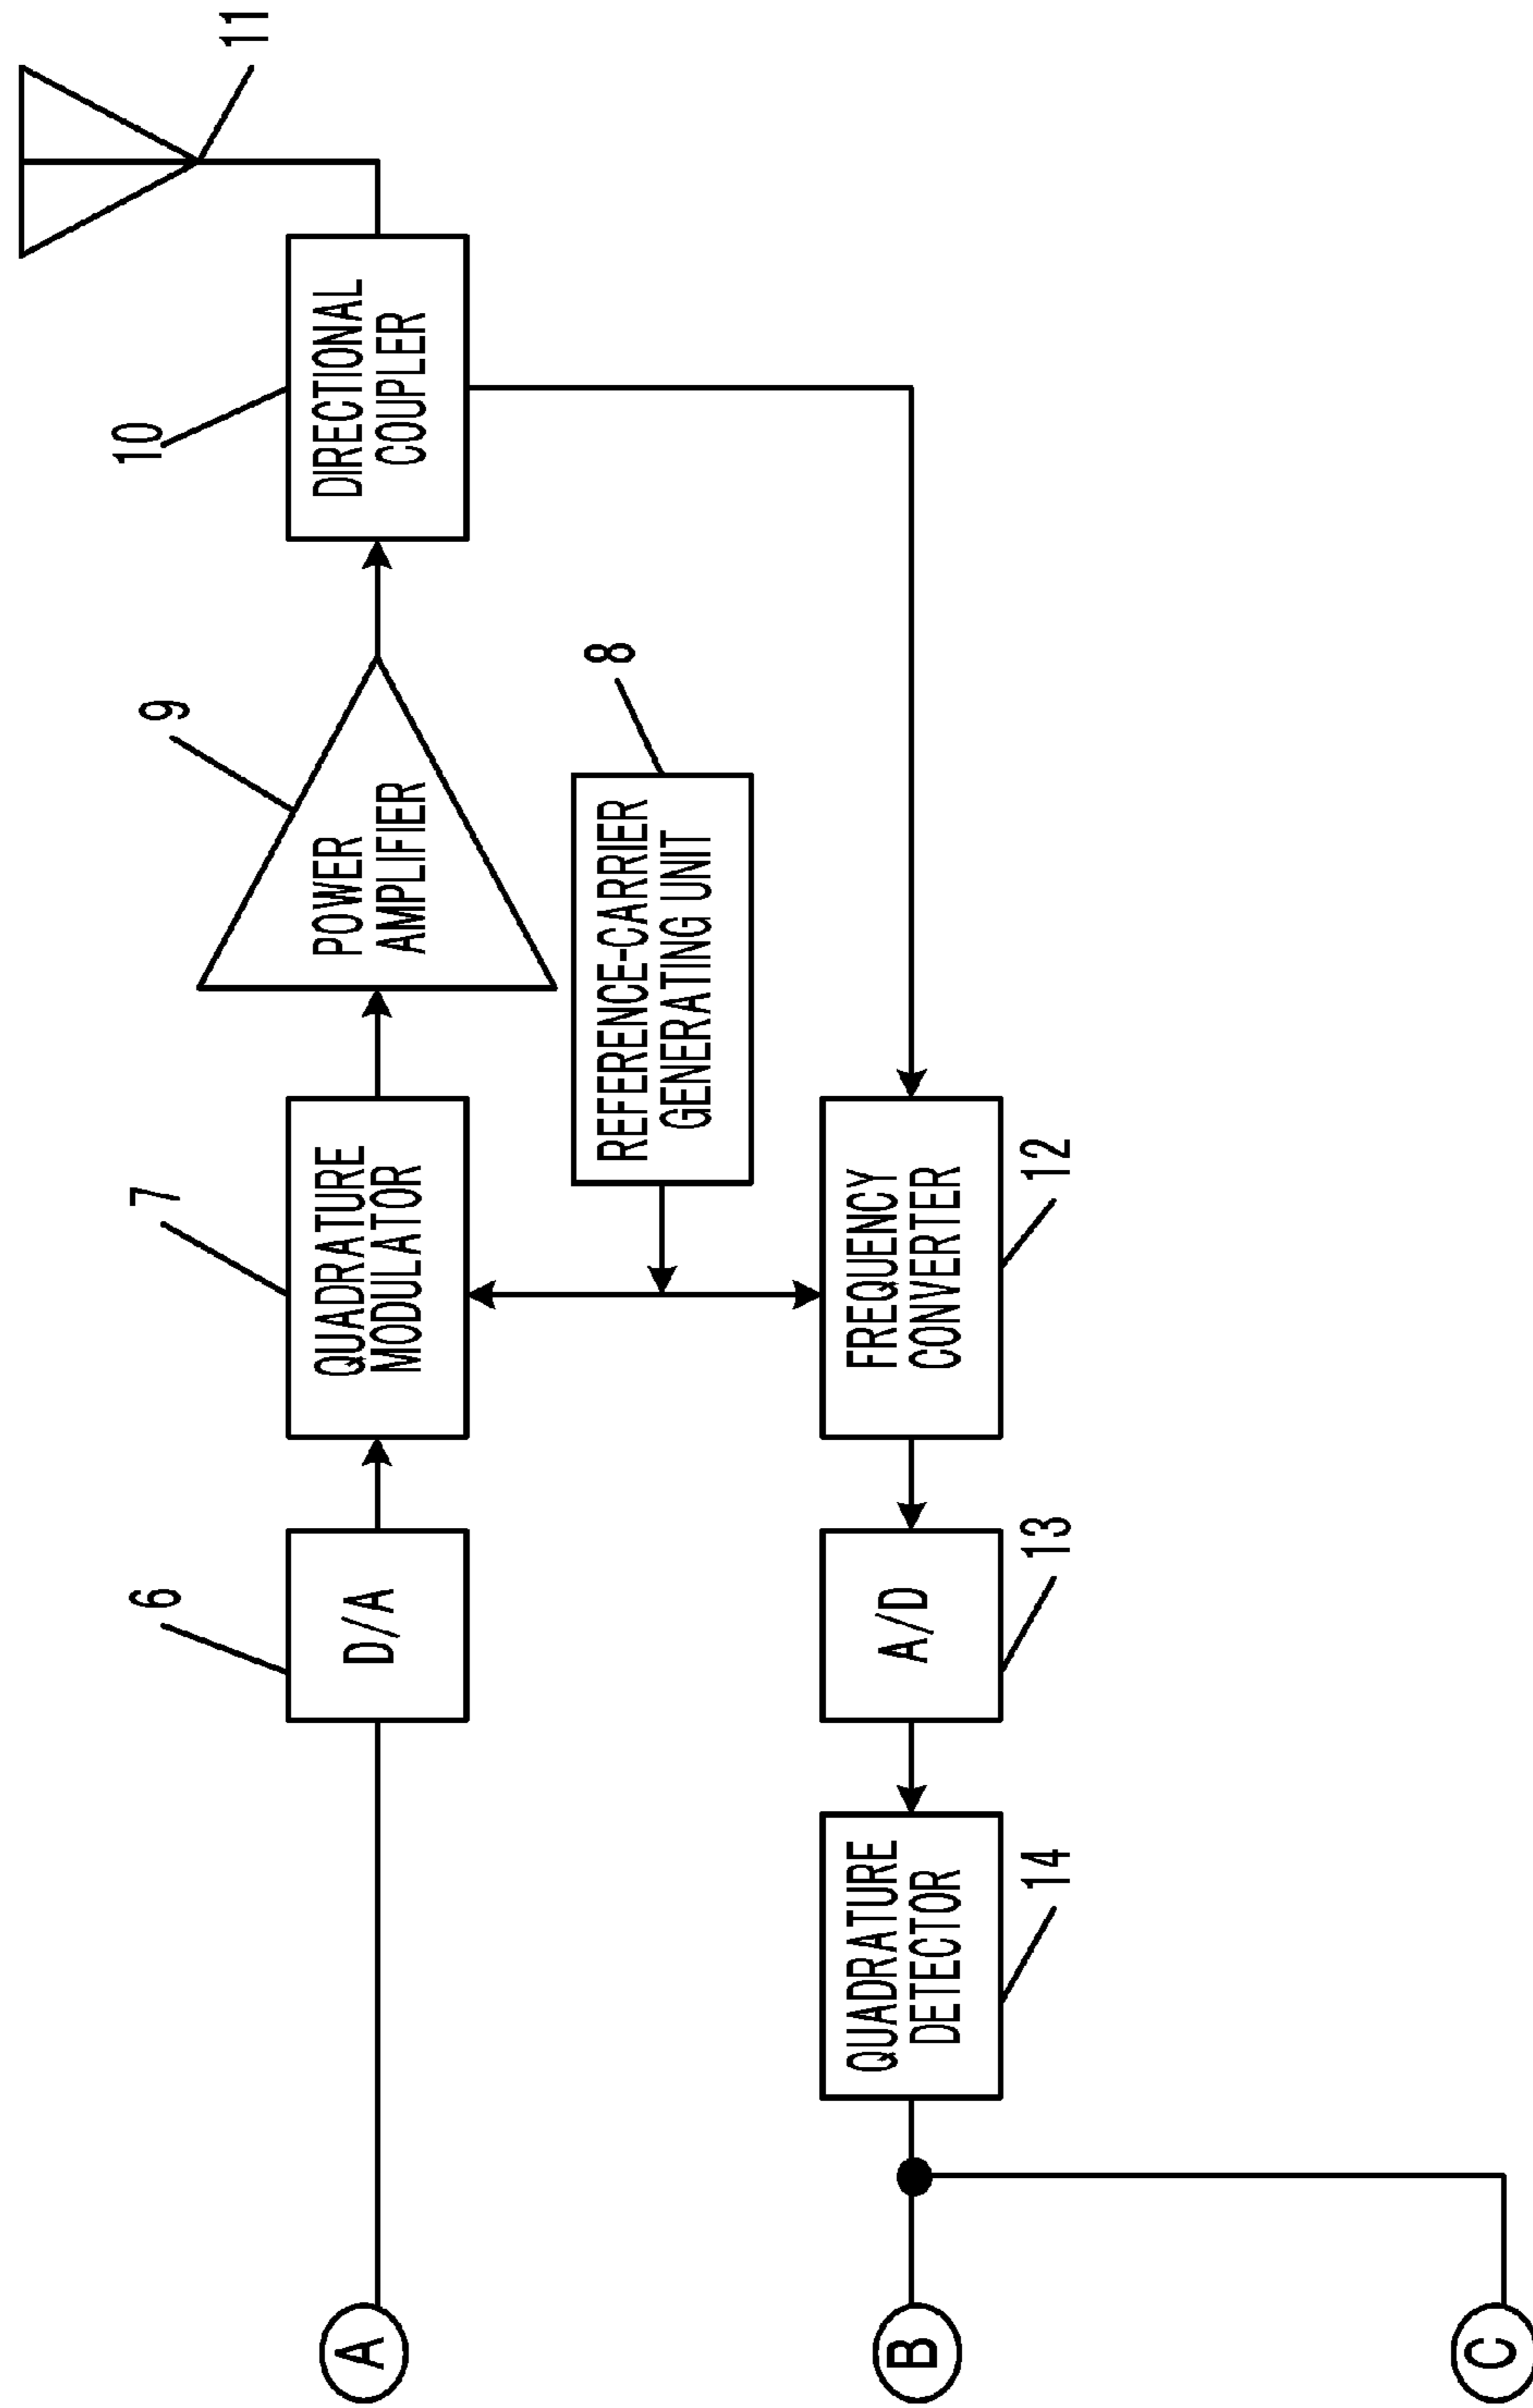 11
10
DIRECTIONAL
COUPLER
9
POWER
AMPLIFIER
8
REFERENCE-CARRIER
GENERATING UNIT
7
QUADRATURE
MODULATOR
FREQUENCY
CONVERTER
12
6
D/A
A/D
13
QUADRATURE
DETECTOR
14
A
B
C